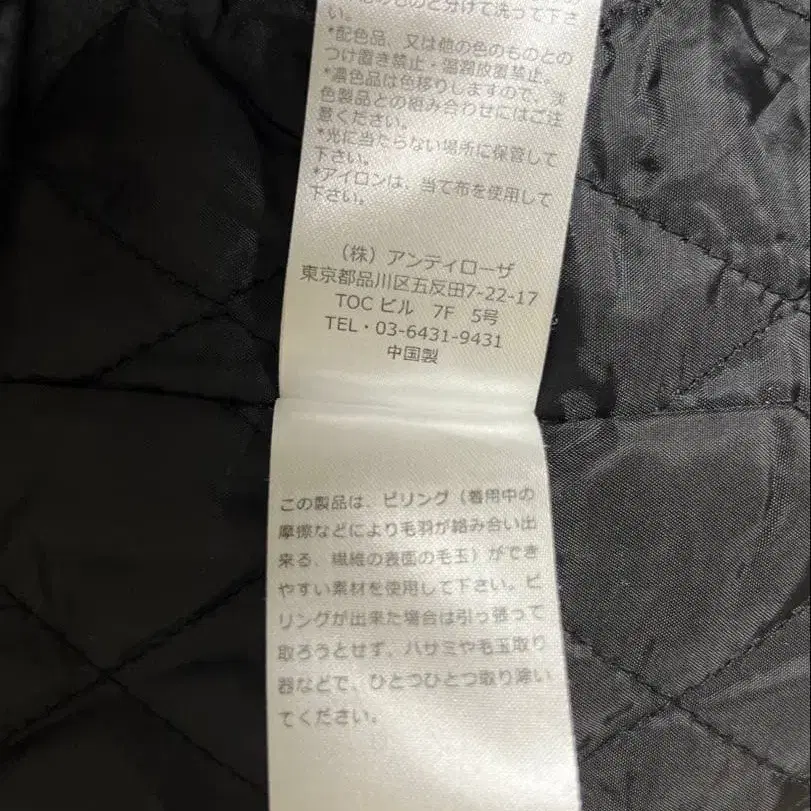 のものと分けて洗って下さ
い。
*配色品、又は他の色のものとの
つけ置き禁止・湿潤放置禁止。
*濃色品は色移りしますので、淡
色製品との組み合わせにはご注
意ください。
*光に当たらない場所に保管して
下さい。
*アイロンは、当て布を使用して
下さい。
（株）アンティローザ
東京都品川区五反田7-22-17
TOC ビル 7F 5号
TEL・03-6431-9431
中国製
この製品は、ピリング（着用中の
摩擦などにより毛羽が絡み合い出
来る、繊維の表面の毛玉）ができ
やすい素材を使用して下さい。ピ
リングが出来た場合は引っ張って
取ろうとせず、ハサミや毛玉取り
器などで、ひとつひとつ取り除い
てください。